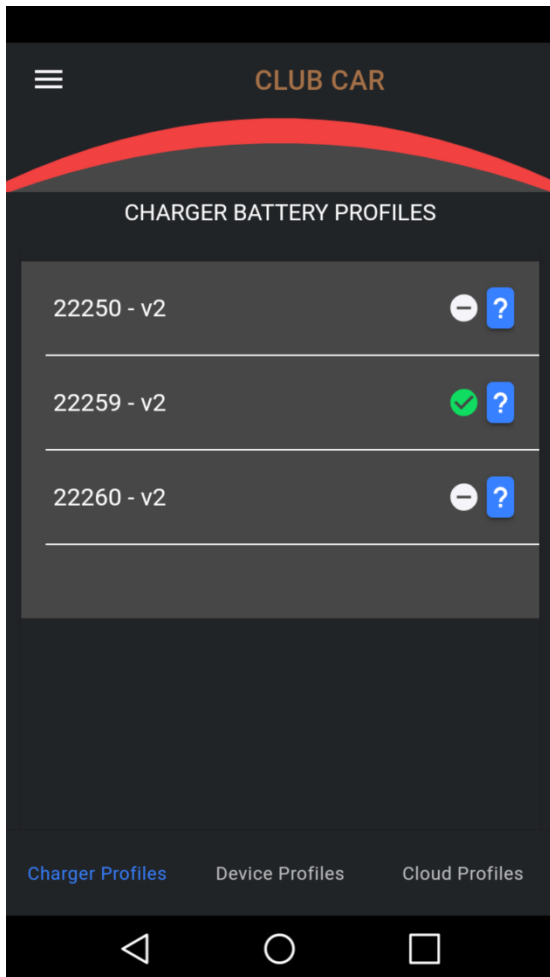 CLUB CAR
CHARGER BATTERY PROFILES
22250 - v2 ?
22259 - v2 ?
22260 - v2 ?
Charger Profiles Device Profiles Cloud Profiles